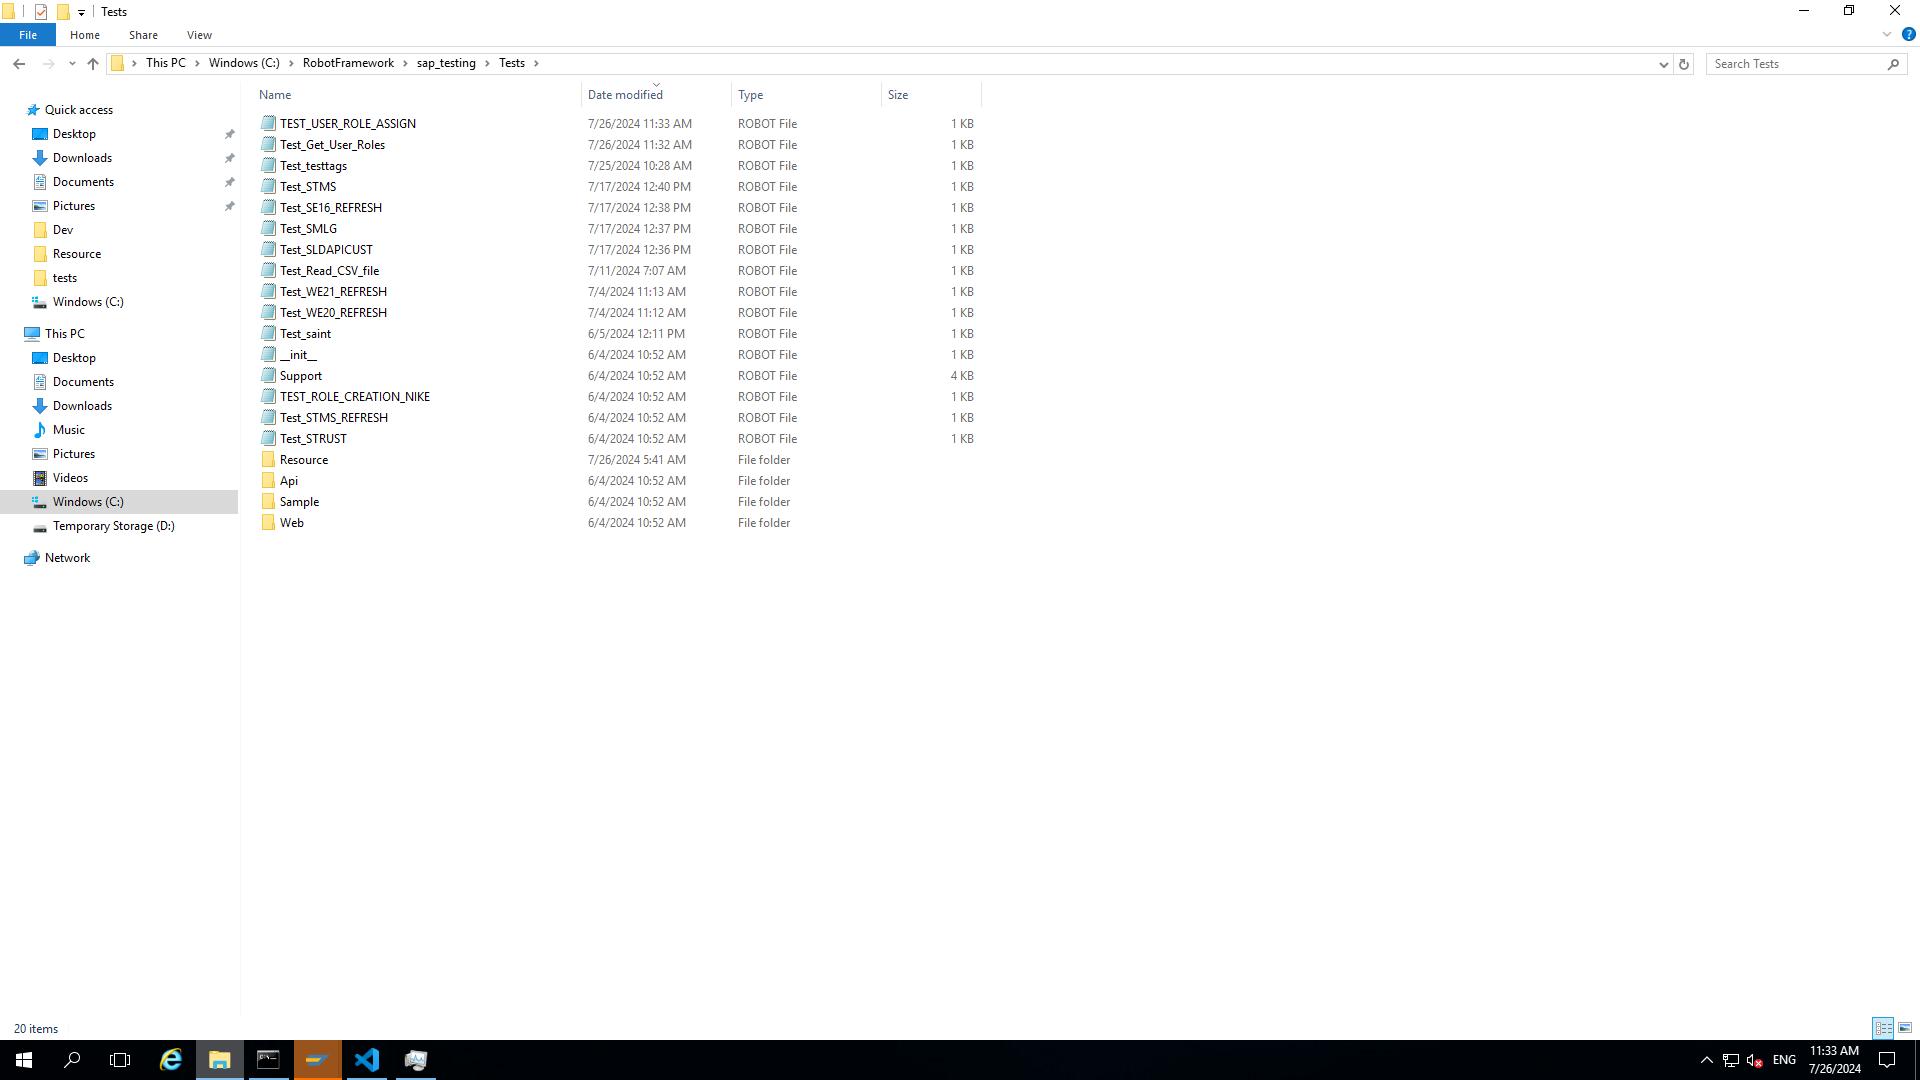 Tests
File Home Share View
This PC Windows (C:) RobotFramework sap_testing Tests Search Tests
Name Date modified Type Size
Quick access
Desktop
Downloads
Documents
Pictures
Dev
Resource
tests
Windows (C:)
This PC
Desktop
Documents
Downloads
Music
Pictures
Videos
Windows (C:)
Temporary Storage (D:)
Network
TEST_USER_ROLE_ASSIGN 7/26/2024 11:33 AM ROBOT File 1 KB
Test_Get_User_Roles 7/26/2024 11:32 AM ROBOT File 1 KB
Test_testtags 7/25/2024 10:28 AM ROBOT File 1 KB
Test_STMS 7/17/2024 12:40 PM ROBOT File 1 KB
Test_SE16_REFRESH 7/17/2024 12:38 PM ROBOT File 1 KB
Test_SMLG 7/17/2024 12:37 PM ROBOT File 1 KB
Test_SLDAPICUST 7/17/2024 12:36 PM ROBOT File 1 KB
Test_Read_CSV_file 7/11/2024 7:07 AM ROBOT File 1 KB
Test_WE21_REFRESH 7/4/2024 11:13 AM ROBOT File 1 KB
Test_WE20_REFRESH 7/4/2024 11:12 AM ROBOT File 1 KB
Test_saint 6/5/2024 12:11 PM ROBOT File 1 KB
__init__ 6/4/2024 10:52 AM ROBOT File 1 KB
Support 6/4/2024 10:52 AM ROBOT File 4 KB
TEST_ROLE_CREATION_NIKE 6/4/2024 10:52 AM ROBOT File 1 KB
Test_STMS_REFRESH 6/4/2024 10:52 AM ROBOT File 1 KB
Test_STRUST 6/4/2024 10:52 AM ROBOT File 1 KB
Resource 7/26/2024 5:41 AM File folder
Api 6/4/2024 10:52 AM File folder
Sample 6/4/2024 10:52 AM File folder
Web 6/4/2024 10:52 AM File folder
20 items
ENG 11:33 AM
7/26/2024